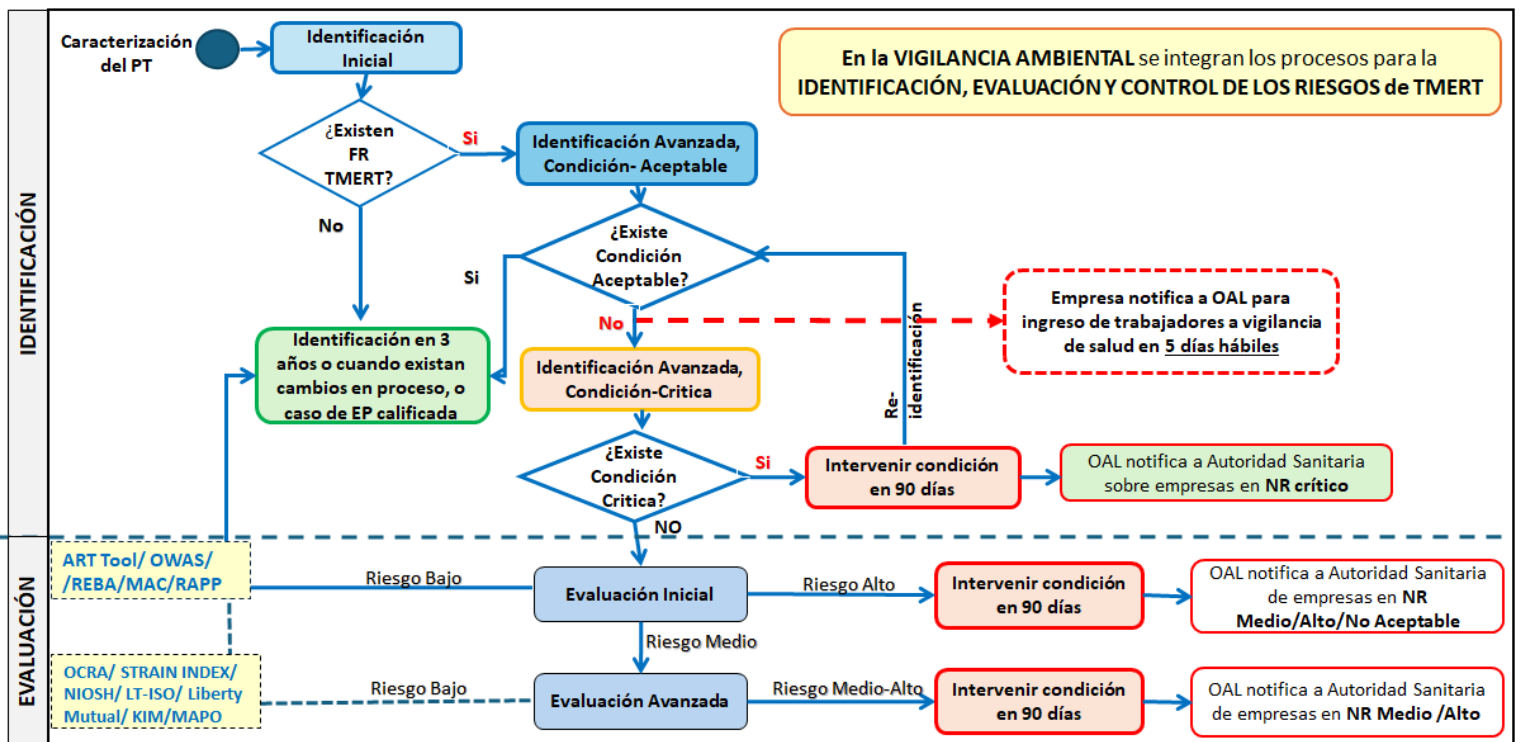 Caracterización
del PT
Identificación
Inicial
En la VIGILANCIA AMBIENTAL se integran los procesos para la
IDENTIFICACIÓN, EVALUACIÓN Y CONTROL DE LOS RIESGOS de TMERT
IDENTIFICACIÓN
¿Existen
FR
TMERT?
Si
Identificación Avanzada,
Condición- Aceptable
No
¿Existe
Condición
Aceptable?
Si
No
Re-
identificación
Empresa notifica a OAL para
ingreso de trabajadores a vigilancia
de salud en 5 días hábiles
Identificación en 3
años o cuando existan
cambios en proceso, o
caso de EP calificada
Identificación Avanzada,
Condición-Critica
¿Existe
Condición
Critica?
Si
Intervenir condición
en 90 días
OAL notifica a Autoridad Sanitaria
sobre empresas en NR crítico
NO
EVALUACIÓN
ART Tool/ OWAS/
/REBA/MAC/RAPP
Riesgo Bajo
Evaluación Inicial
Riesgo Alto
Intervenir condición
en 90 días
OAL notifica a Autoridad Sanitaria
de empresas en NR
Medio/Alto/No Aceptable
Riesgo Medio
OCRA/ STRAIN INDEX/
NIOSH/ LT-ISO/ Liberty
Mutual/ KIM/MAPO
Riesgo Bajo
Evaluación Avanzada
Riesgo Medio-Alto
Intervenir condición
en 90 días
OAL notifica a Autoridad Sanitaria
de empresas en NR Medio /Alto